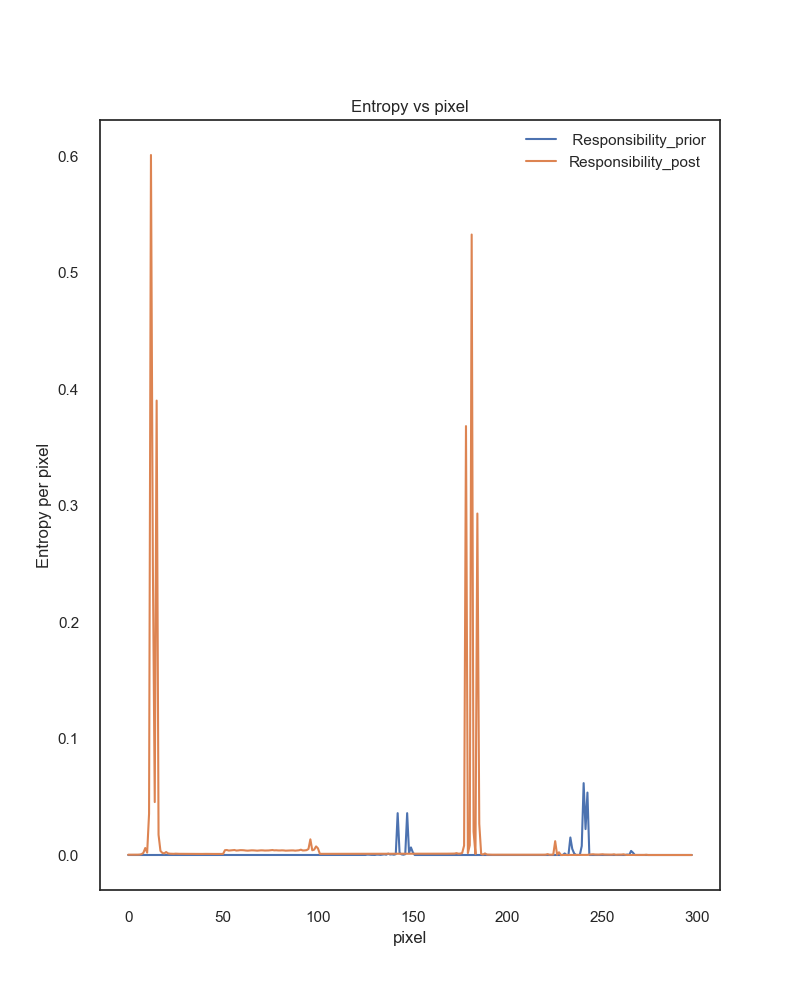 Entropy vs pixel
Responsibility_prior
Responsibility_post
0.6
0.5
0.4
0.3
0.2
0.1
0.0
Entropy per pixel
0 50 100 150 200 250 300
pixel